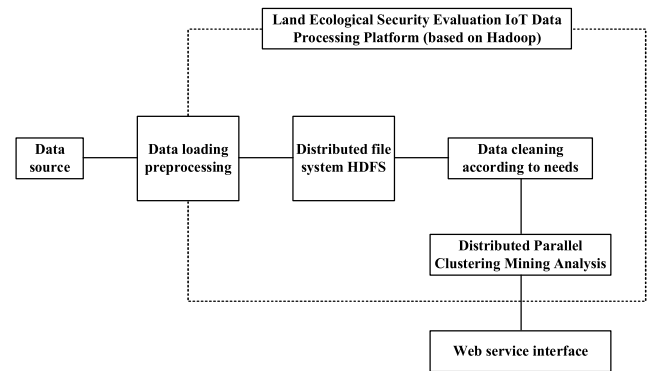 Land Ecological Security Evaluation IoT Data
Processing Platform (based on Hadoop)
Data
source
Data loading
preprocessing
Distributed file
system HDFS
Data cleaning
according to needs
Distributed Parallel
Clustering Mining Analysis
Web service interface